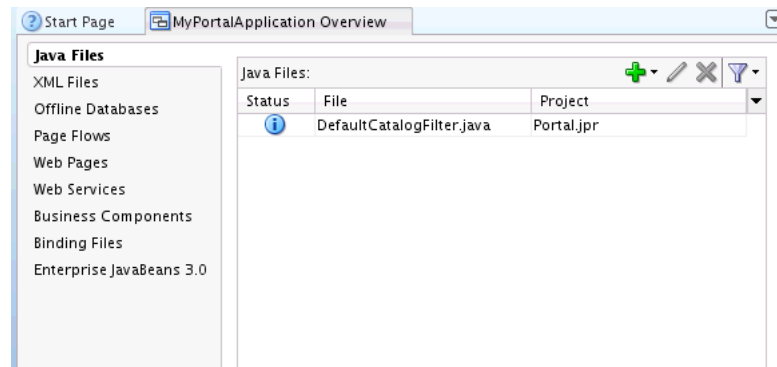 Start Page MyPortalApplication Overview
Java Files
XML Files
Offline Databases
Page Flows
Web Pages
Web Services
Business Components
Binding Files
Enterprise JavaBeans 3.0
Java Files:
Status File Project
DefaultCatalogFilter.java Portal.jpr